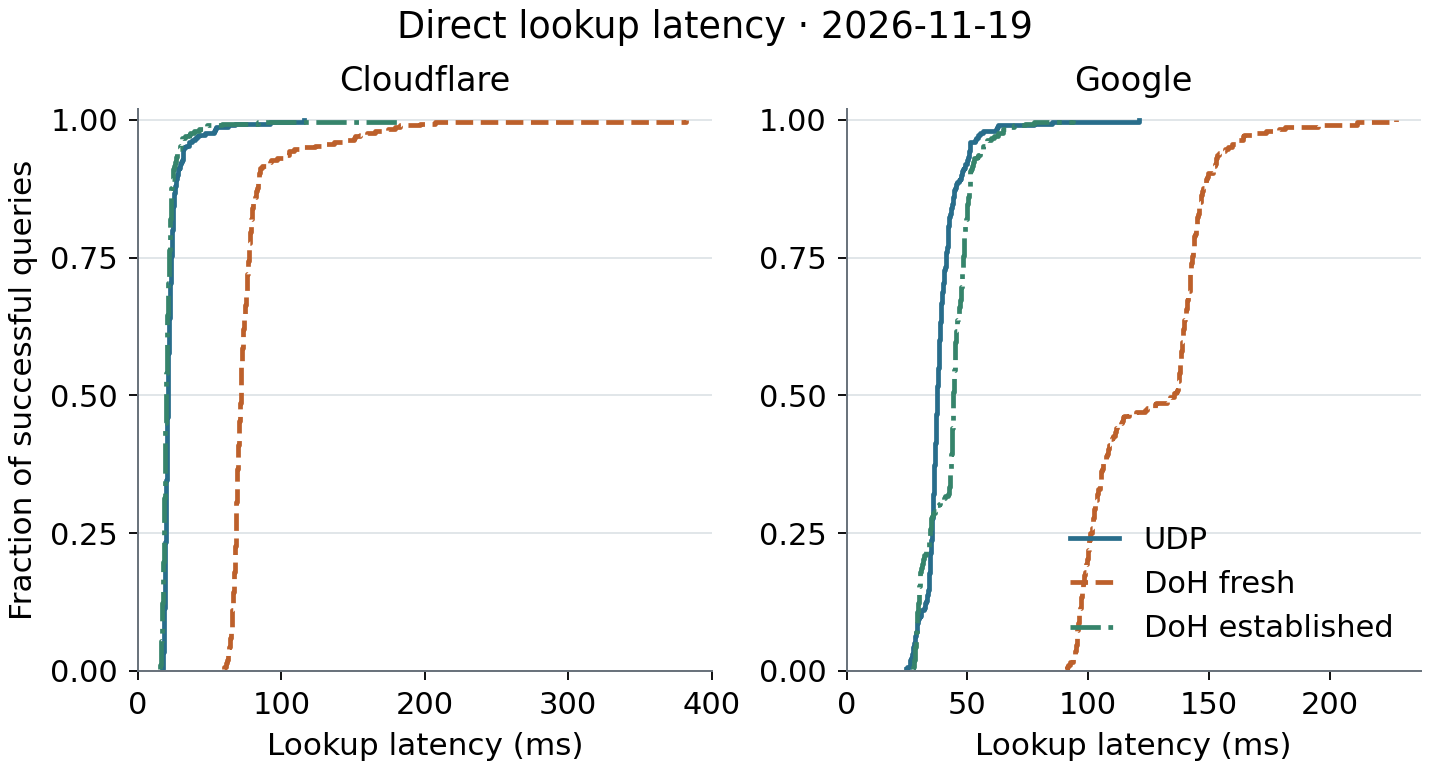 Direct lookup latency · 2026-11-19
Cloudflare
Fraction of successful queries
1.00
0.75
0.50
0.25
0.00
0
100
200
300
400
Lookup latency (ms)
Google
1.00
0.75
0.50
0.25
0.00
UDP
DoH fresh
DoH established
0
50
100
150
200
Lookup latency (ms)